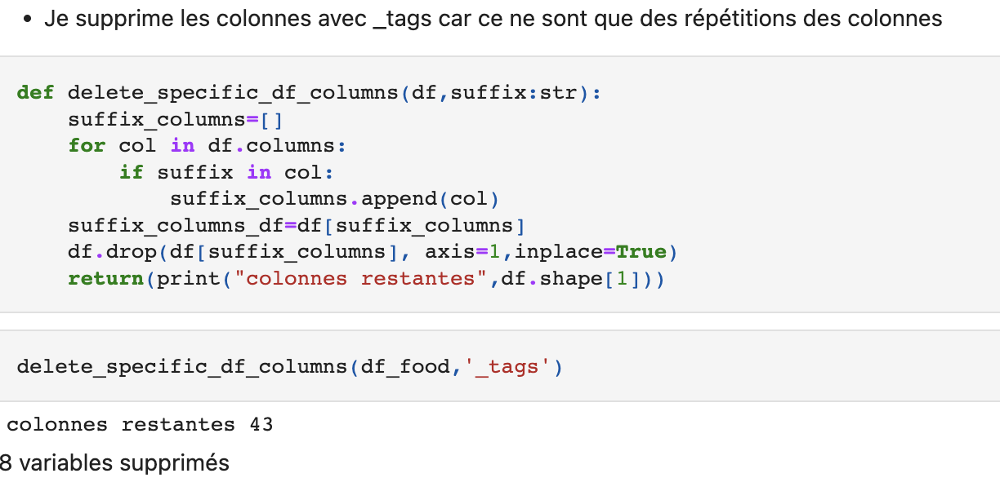 • Je supprime les colonnes avec _tags car ce ne sont que des répétitions des colonnes
def delete_specific_df_columns(df,suffix:str):
    suffix_columns=[]
    for col in df.columns:
        if suffix in col:
            suffix_columns.append(col)
    suffix_columns_df=df[suffix_columns]
    df.drop(df[suffix_columns], axis=1,inplace=True)
    return(print("colonnes restantes",df.shape[1]))
delete_specific_df_columns(df_food,'_tags')
colonnes restantes 43
8 variables supprimés